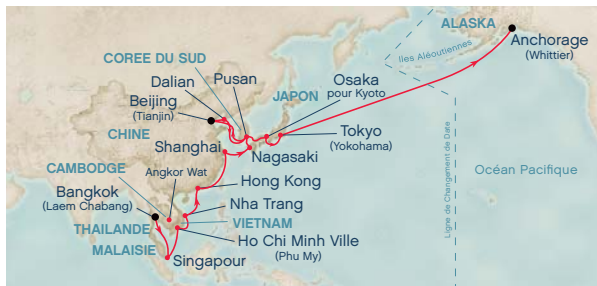 ALASKA
Anchorage
(Whittier)
Iles Aléoutiennes
COREE DU SUD
Dalian
Pusan
Osaka
pour Kyoto
Beijing
(Tianjin)
JAPON
CHINE
Tokyo
(Yokohama)
Shanghai
Nagasaki
Ligne de Changement de Date
Océan Pacifique
CAMBODGE
Angkor Wat
Hong Kong
Bangkok
(Laem Chabang)
Nha Trang
THAILANDE
VIETNAM
Ho Chi Minh Ville
(Phu My)
MALAISIE
Singapour